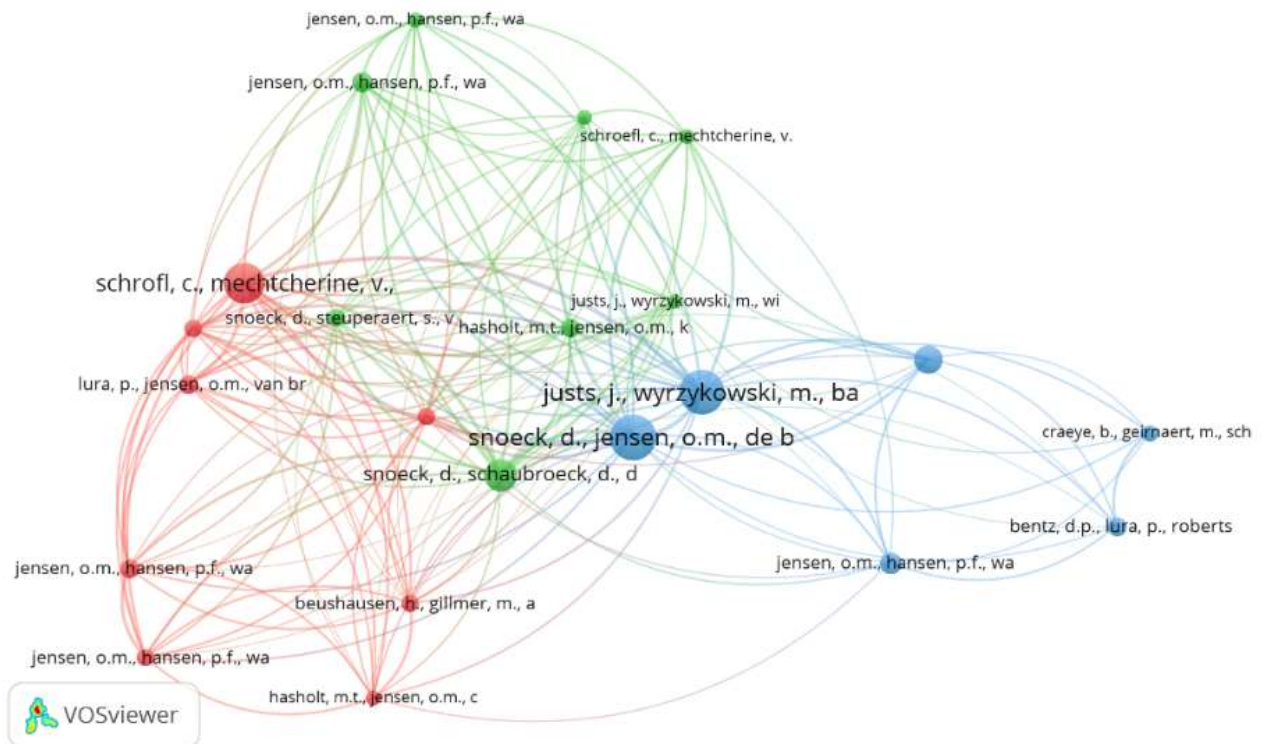 jensen, o.m., hansen, p.f., wa
jensen, o.m., hansen, p.f., wa
schroefl, c., mechtcherine, v.
schrofl, c., mechtcherine, v.,
justs, j., wyrzykowski, m., wi
snoeck, d., steuperaert, s., v
hasholt, m.t., jensen, o.m., k
lura, p., jensen, o.m., van br
justs, j., wyrzykowski, m., ba
snoeck, d., jensen, o.m., de b
craeye, b., geirnaert, m., sch
snoeck, d., schaubroeck, d., d
bentz, d.p., lura, p., roberts
jensen, o.m., hansen, p.f., wa
jensen, o.m., hansen, p.f., wa
beushausen, h., gillmer, m., a
jensen, o.m., hansen, p.f., wa
hasholt, m.t., jensen, o.m., c
VOSviewer